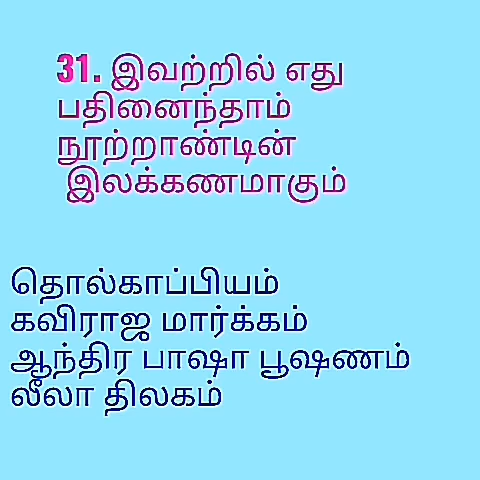 31. இவற்றில் எது
பதினைந்தாம்
நூற்றாண்டின்
இலக்கணமாகும்
தொல்காப்பியம்
கவிராஜ மார்க்கம்
ஆந்திர பாஷா பூஷணம்
லீலா திலகம்